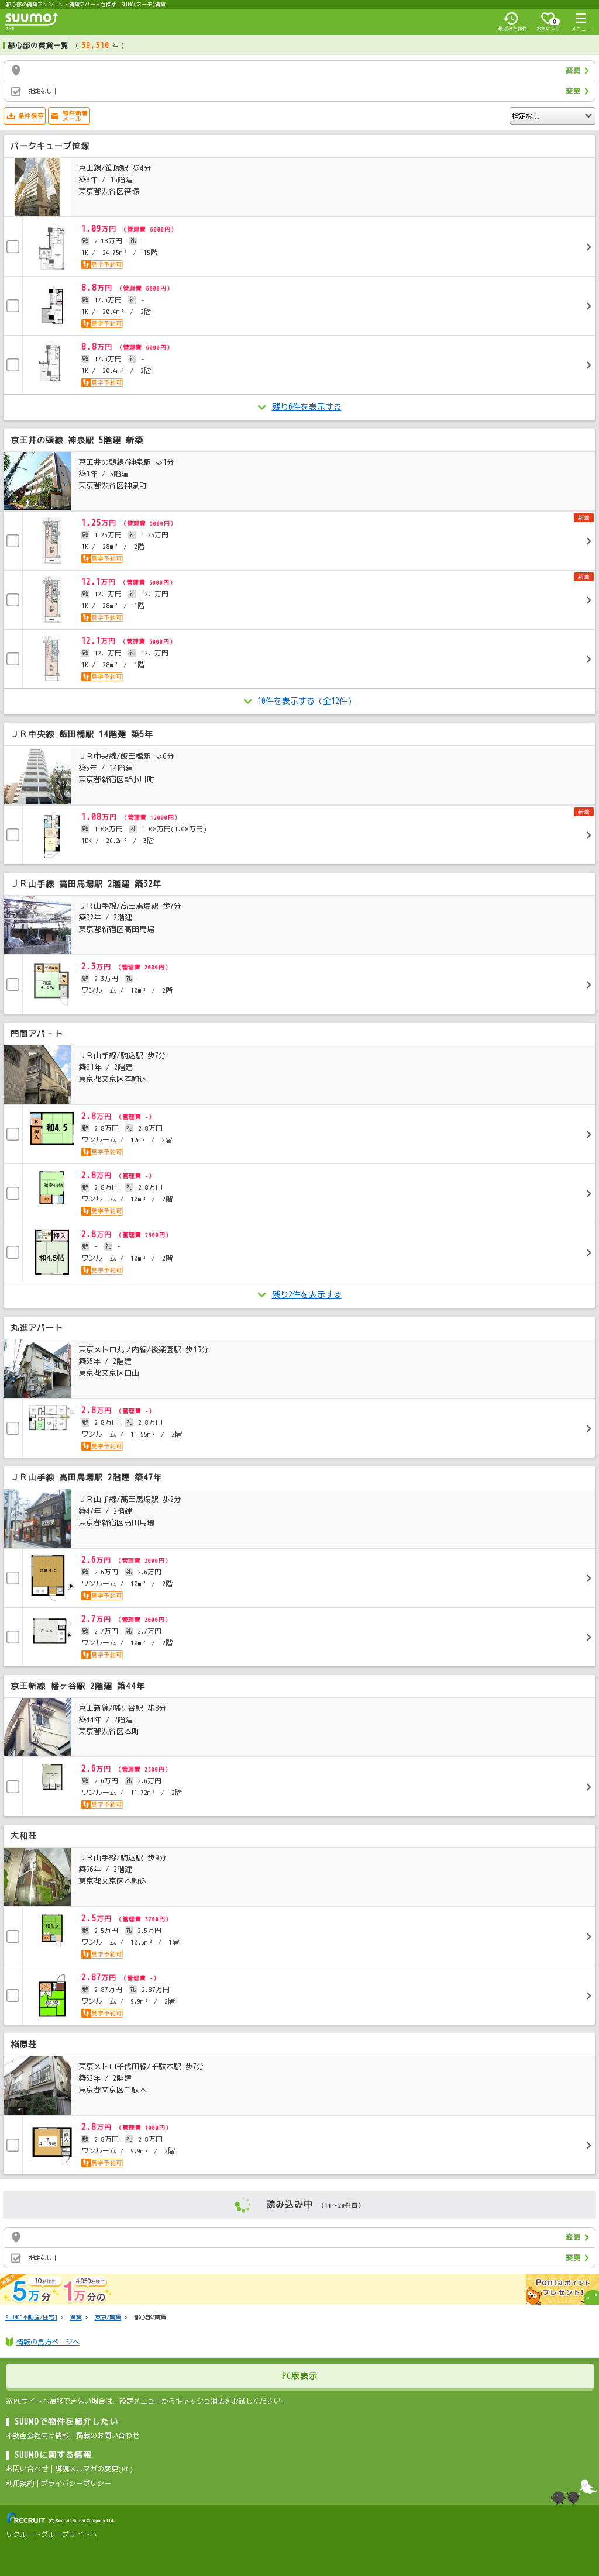 都心部の賃貸マンション・賃貸アパートを探す | SUUMO(スーモ)賃貸
SUUMO
スーモ
最近みた物件
0
お気に入り
メニュー
都心部の賃貸一覧 ( 39,310 件 )
変更
指定なし |
変更
条件保存
物件新着メール
指定なし
パークキューブ笹塚
京王線/笹塚駅 歩4分
築8年 / 15階建
東京都渋谷区笹塚
1.09万円 (管理費 6000円)
敷 2.18万円 礼 -
1K / 24.75m² / 15階
見学予約可
8.8万円 (管理費 6000円)
敷 17.6万円 礼 -
1K / 20.4m² / 2階
見学予約可
8.8万円 (管理費 6000円)
敷 17.6万円 礼 -
1K / 20.4m² / 2階
見学予約可
残り6件を表示する
京王井の頭線 神泉駅 5階建 新築
京王井の頭線/神泉駅 歩1分
築1年 / 5階建
東京都渋谷区神泉町
新着
1.25万円 (管理費 5000円)
敷 1.25万円 礼 1.25万円
1K / 28m² / 2階
見学予約可
新着
12.1万円 (管理費 5000円)
敷 12.1万円 礼 12.1万円
1K / 28m² / 1階
見学予約可
12.1万円 (管理費 5000円)
敷 12.1万円 礼 12.1万円
1K / 28m² / 1階
見学予約可
10件を表示する（全12件）
ＪＲ中央線 飯田橋駅 14階建 築5年
ＪＲ中央線/飯田橋駅 歩6分
築5年 / 14階建
東京都新宿区新小川町
新着
1.08万円 (管理費 12000円)
敷 1.08万円 礼 1.08万円(1.08万円)
1DK / 26.2m² / 3階
ＪＲ山手線 高田馬場駅 2階建 築32年
ＪＲ山手線/高田馬場駅 歩7分
築32年 / 2階建
東京都新宿区高田馬場
2.3万円 (管理費 2000円)
敷 2.3万円 礼 -
ワンルーム / 10m² / 2階
門間アパ－ト
ＪＲ山手線/駒込駅 歩7分
築61年 / 2階建
東京都文京区本駒込
和4.5
押入
2.8万円 (管理費 -)
敷 2.8万円 礼 2.8万円
ワンルーム / 12m² / 2階
見学予約可
2.8万円 (管理費 -)
敷 2.8万円 礼 2.8万円
ワンルーム / 10m² / 2階
見学予約可
押入
和4.5帖
2.8万円 (管理費 2500円)
敷 - 礼 -
ワンルーム / 10m² / 2階
見学予約可
残り2件を表示する
丸進アパート
東京メトロ丸ノ内線/後楽園駅 歩13分
築55年 / 2階建
東京都文京区白山
2.8万円 (管理費 -)
敷 2.8万円 礼 2.8万円
ワンルーム / 11.55m² / 2階
見学予約可
ＪＲ山手線 高田馬場駅 2階建 築47年
ＪＲ山手線/高田馬場駅 歩2分
築47年 / 2階建
東京都新宿区高田馬場
2.6万円 (管理費 2000円)
敷 2.6万円 礼 2.6万円
ワンルーム / 10m² / 2階
見学予約可
2.7万円 (管理費 2000円)
敷 2.7万円 礼 2.7万円
ワンルーム / 10m² / 2階
見学予約可
京王新線 幡ヶ谷駅 2階建 築44年
京王新線/幡ヶ谷駅 歩8分
築44年 / 2階建
東京都渋谷区本町
2.6万円 (管理費 2500円)
敷 2.6万円 礼 2.6万円
ワンルーム / 11.72m² / 2階
見学予約可
大和荘
ＪＲ山手線/駒込駅 歩9分
築56年 / 2階建
東京都文京区本駒込
和4.5
2.5万円 (管理費 3700円)
敷 2.5万円 礼 2.5万円
ワンルーム / 10.5m² / 1階
見学予約可
2.87万円 (管理費 -)
敷 2.87万円 礼 2.87万円
ワンルーム / 9.9m² / 2階
見学予約可
槇原荘
東京メトロ千代田線/千駄木駅 歩7分
築52年 / 2階建
東京都文京区千駄木
2.8万円 (管理費 1000円)
敷 2.8万円 礼 2.8万円
ワンルーム / 9.9m² / 2階
見学予約可
読み込み中 (11～20件目)
変更
指定なし |
変更
10名様に 5万分 4,950名様に 1万分の
Pontaポイント
プレゼント!
SUUMO[不動産/住宅] > 賃貸 > 東京/賃貸 > 都心部/賃貸
情報の見方ページへ
PC版表示
※PCサイトへ遷移できない場合は、設定メニューからキャッシュ消去をお試しください。
SUUMOで物件を紹介したい
不動産会社向け情報 | 掲載のお問い合わせ
SUUMOに関する情報
お問い合わせ | 購読メルマガの変更(PC)
利用規約 | プライバシーポリシー
RECRUIT (C)Recruit Sumai Company Ltd.
リクルートグループサイトへ